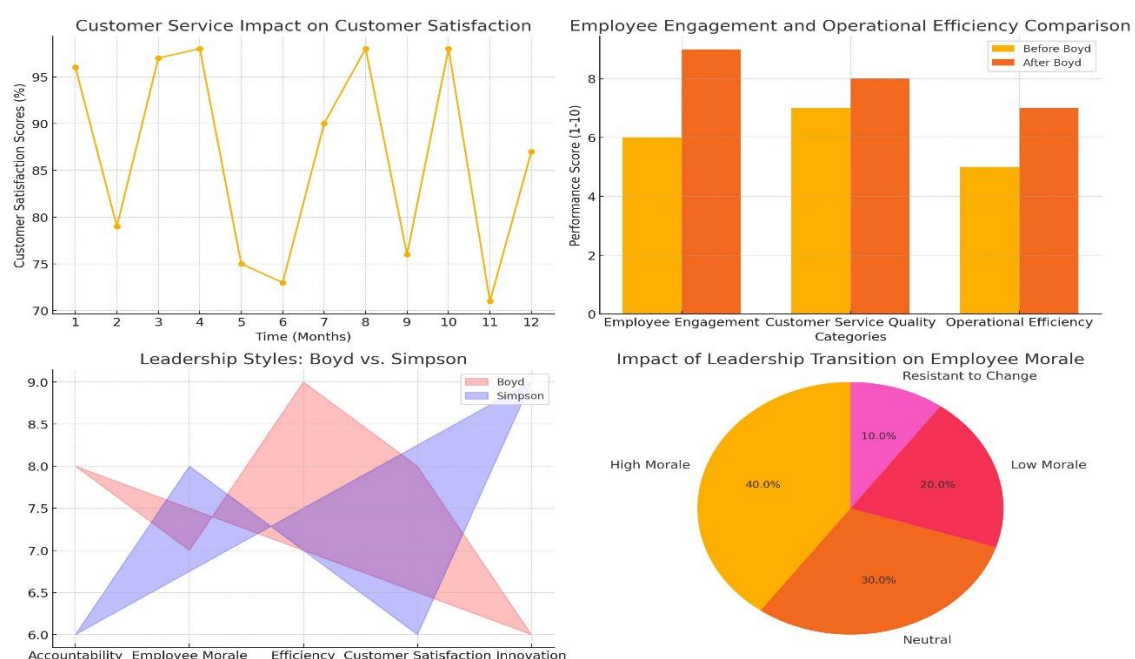 Customer Service Impact on Customer Satisfaction
Customer Satisfaction Scores (%)
95
90
85
80
75
70
1 2 3 4 5 6 7 8 9 10 11 12
Time (Months)
Employee Engagement and Operational Efficiency Comparison
Before Boyd
After Boyd
Performance Score (1-10)
8
6
4
2
0
Employee Engagement Customer Service Quality Operational Efficiency
Categories
Leadership Styles: Boyd vs. Simpson
Boyd
Simpson
9.0
8.5
8.0
7.5
7.0
6.5
6.0
Accountability Employee Morale Efficiency Customer Satisfaction Innovation
Impact of Leadership Transition on Employee Morale
Resistant to Change
10.0%
High Morale
40.0%
20.0%
Low Morale
30.0%
Neutral